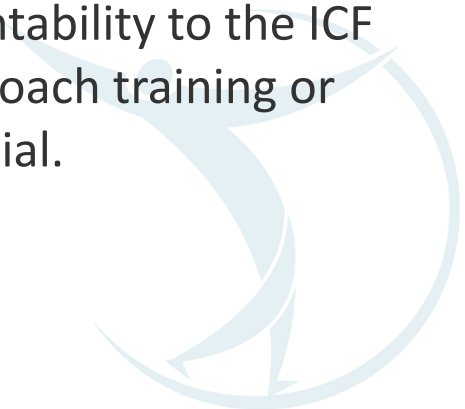 ntability to the ICF
oach training or
ial.